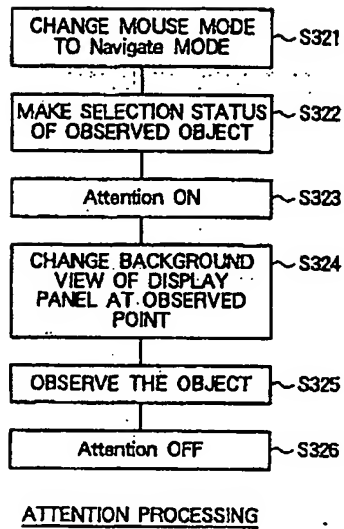 CHANGE MOUSE MODE
TO Navigate MODE
S321
MAKE SELECTION STATUS
OF OBSERVED OBJECT
S322
Attention ON
S323
CHANGE BACKGROUND
VIEW OF DISPLAY
PANEL AT OBSERVED
POINT
S324
OBSERVE THE OBJECT
S325
Attention OFF
S326
ATTENTION PROCESSING